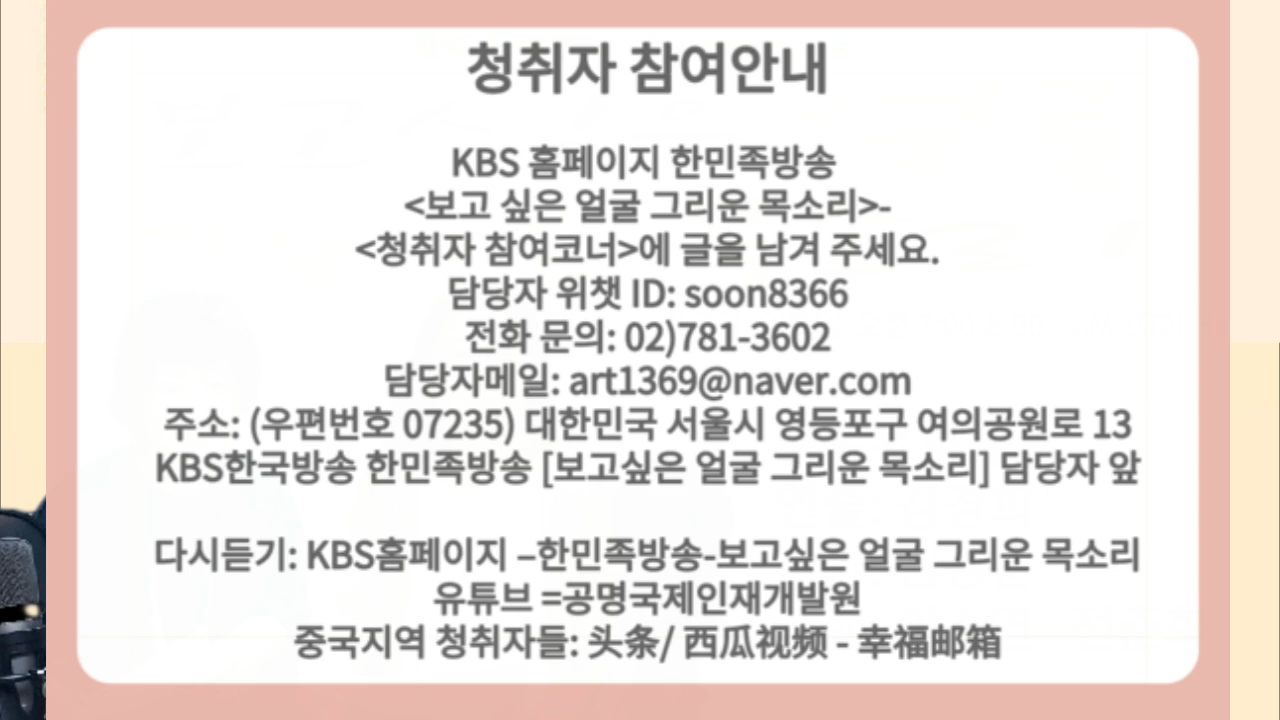 청취자 참여안내
KBS 홈페이지 한민족방송
<보고 싶은 얼굴 그리운 목소리>-
<청취자 참여코너>에 글을 남겨 주세요.
담당자 위챗 ID: soon8366
전화 문의: 02)781-3602
담당자메일: art1369@naver.com
주소: (우편번호 07235) 대한민국 서울시 영등포구 여의공원로 13
KBS한국방송 한민족방송 [보고싶은 얼굴 그리운 목소리] 담당자 앞
다시듣기: KBS홈페이지 –한민족방송-보고싶은 얼굴 그리운 목소리
유튜브 =공명국제인재개발원
중국지역 청취자들: 头条/ 西瓜视频 - 幸福邮箱